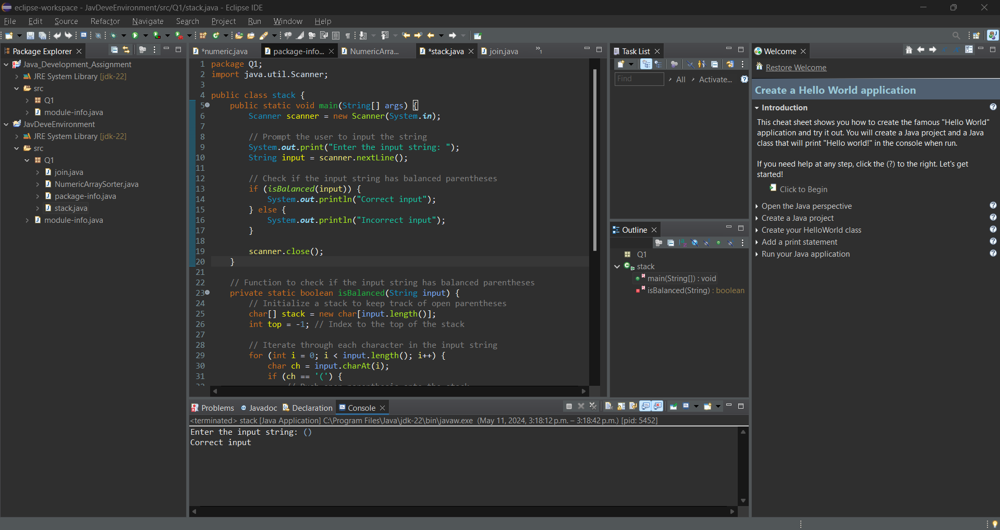 eclipse-workspace - JavDeveEnvironment/src/Q1/stack.java - Eclipse IDE
File Edit Source Refactor Navigate Search Project Run Window Help
Package Explorer
Java_Development_Assignment
JRE System Library [jdk-22]
src
Q1
module-info.java
JavDeveEnvironment
JRE System Library [jdk-22]
src
Q1
join.java
NumericArraySorter.java
package-info.java
stack.java
module-info.java
*numeric.java package-info... NumericArra... *stack.java join.java »1
1 package Q1;
2 import java.util.Scanner;
3
4 public class stack {
5 public static void main(String[] args) {
6 Scanner scanner = new Scanner(System.in);
7
8 // Prompt the user to input the string
9 System.out.print("Enter the input string: ");
10 String input = scanner.nextLine();
11
12 // Check if the input string has balanced parentheses
13 if (isBalanced(input)) {
14 System.out.println("Correct input");
15 } else {
16 System.out.println("Incorrect input");
17 }
18
19 scanner.close();
20 }
21
22 // Function to check if the input string has balanced parentheses
23 private static boolean isBalanced(String input) {
24 // Initialize a stack to keep track of open parentheses
25 char[] stack = new char[input.length()];
26 int top = -1; // Index to the top of the stack
27
28 // Iterate through each character in the input string
29 for (int i = 0; i < input.length(); i++) {
30 char ch = input.charAt(i);
31 if (ch == '(') {
Problems Javadoc Declaration Console
<terminated> stack [Java Application] C:\Program Files\Java\jdk-22\bin\javaw.exe (May 11, 2024, 3:18:12 p.m. – 3:18:42 p.m.) [pid: 5452]
Enter the input string: ()
Correct input
Task List
Find All Activate...
Outline
Q1
stack
main(String[]) : void
isBalanced(String) : boolean
Welcome
Restore Welcome
Create a Hello World application
Introduction
This cheat sheet shows you how to create the famous "Hello World"
application and try it out. You will create a Java project and a Java
class that will print "Hello world!" in the console when run.
If you need help at any step, click the (?) to the right. Let's get
started!
Click to Begin
Open the Java perspective
Create a Java project
Create your HelloWorld class
Add a print statement
Run your Java application